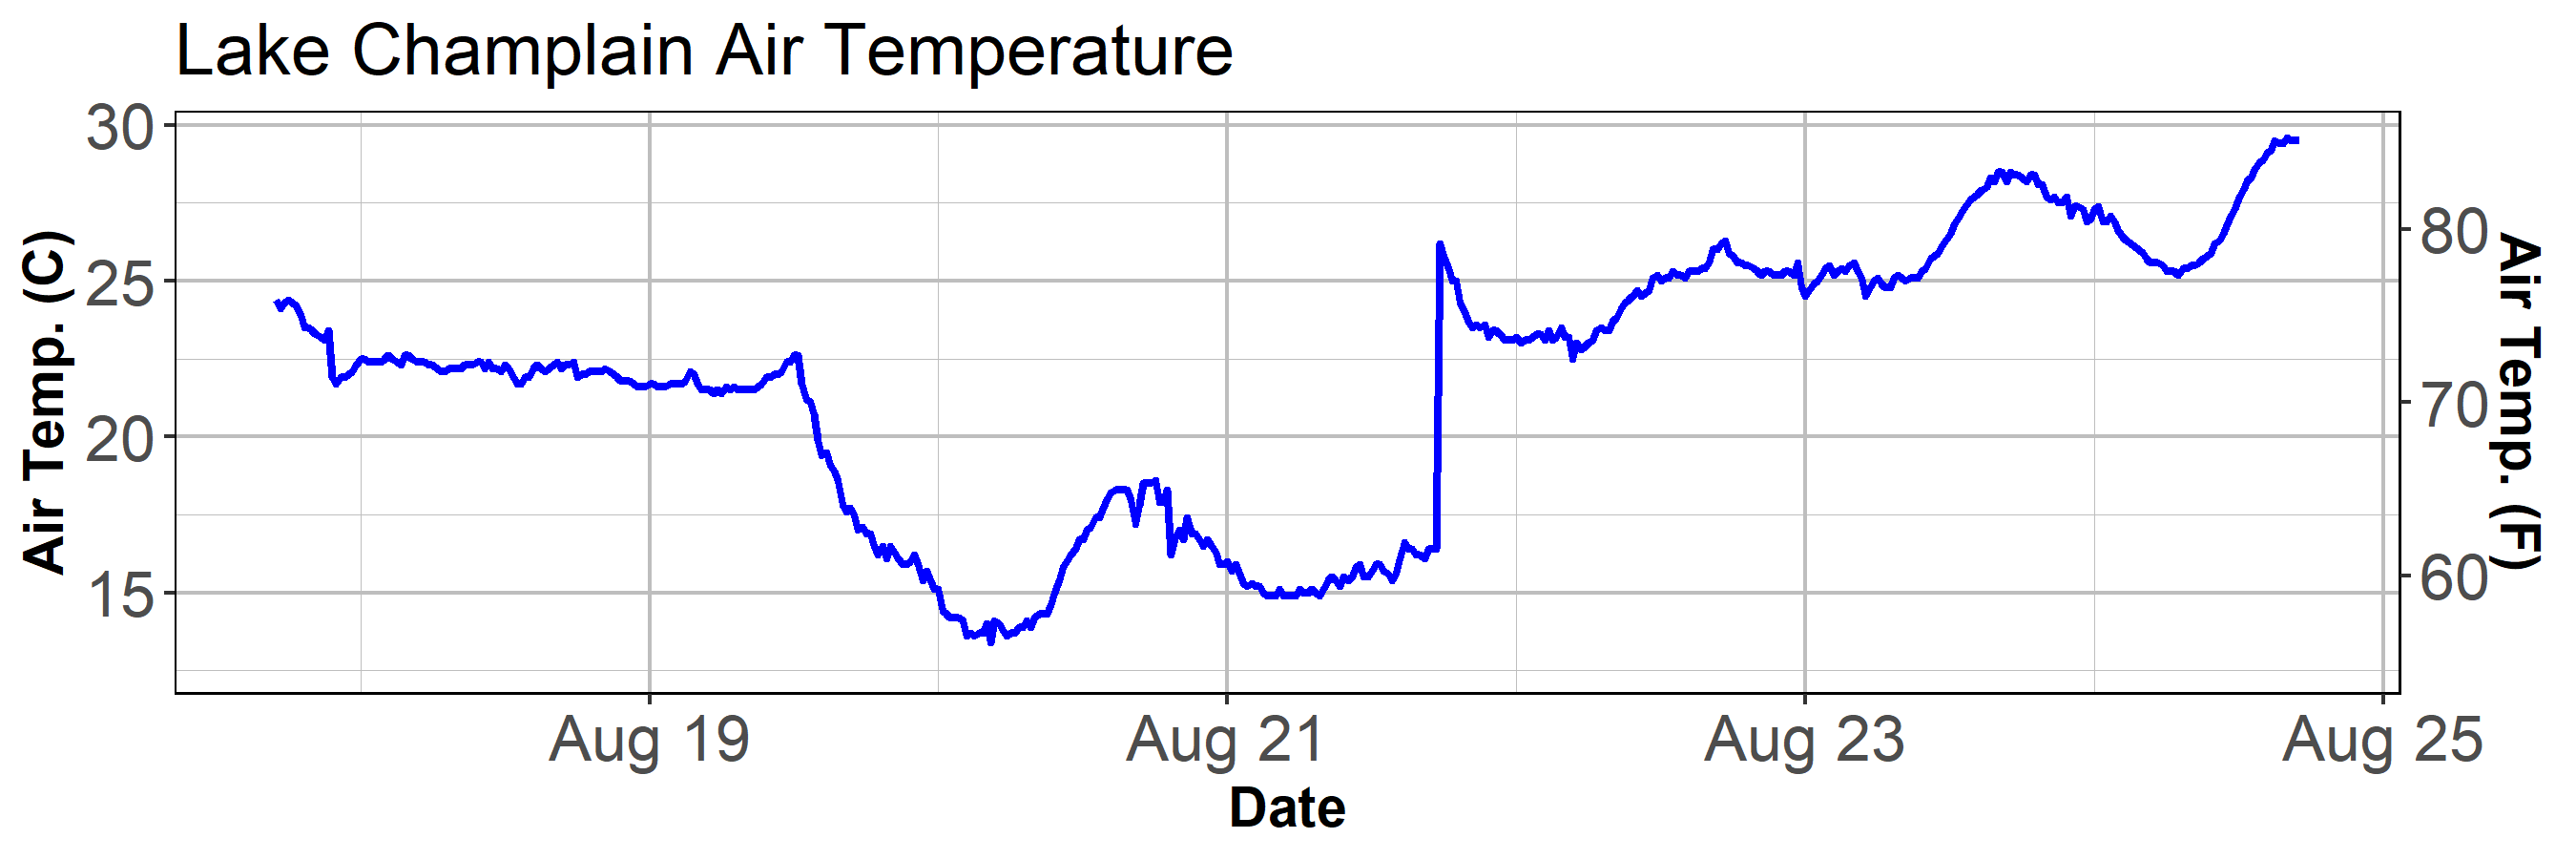 Lake Champlain Air Temperature
Air Temp. (C)
30
25
20
15
80
70
60
Air Temp. (F)
Aug 19
Aug 21
Aug 23
Aug 25
Date